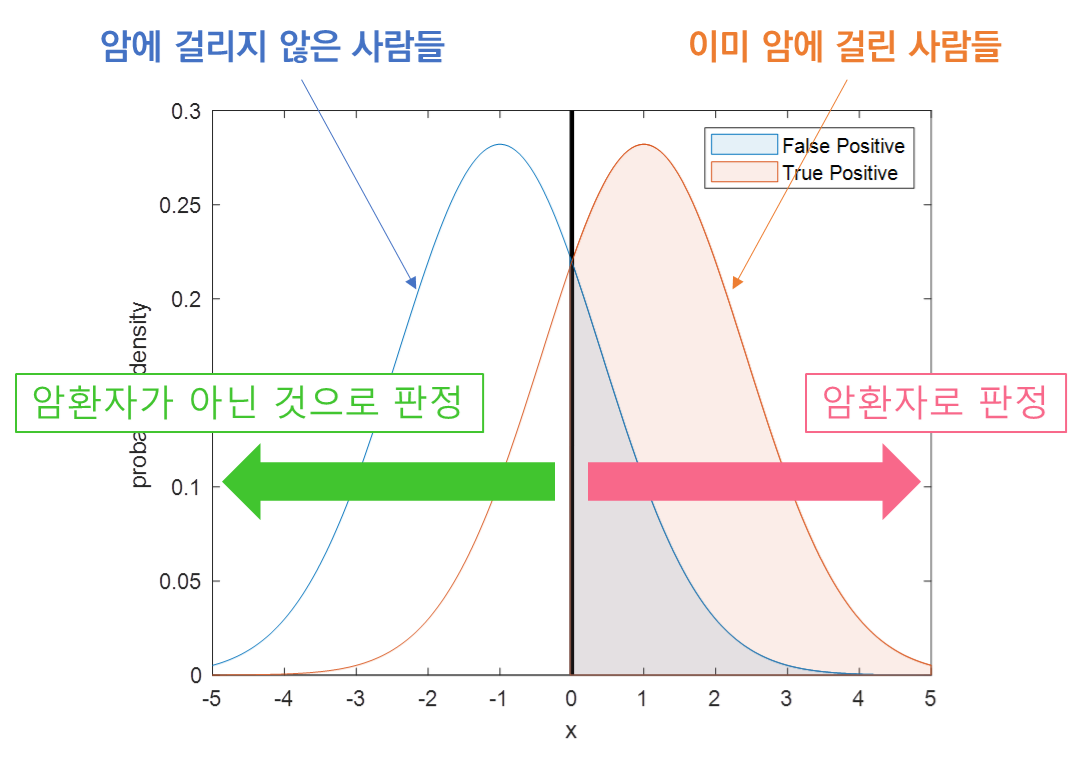 암에 걸리지 않은 사람들
이미 암에 걸린 사람들
False Positive
True Positive
0.3
0.25
0.2
0.1
0.05
0
density
암환자가 아닌 것으로 판정
암환자로 판정
-5 -4 -3 -2 -1 0 1 2 3 4 5
x